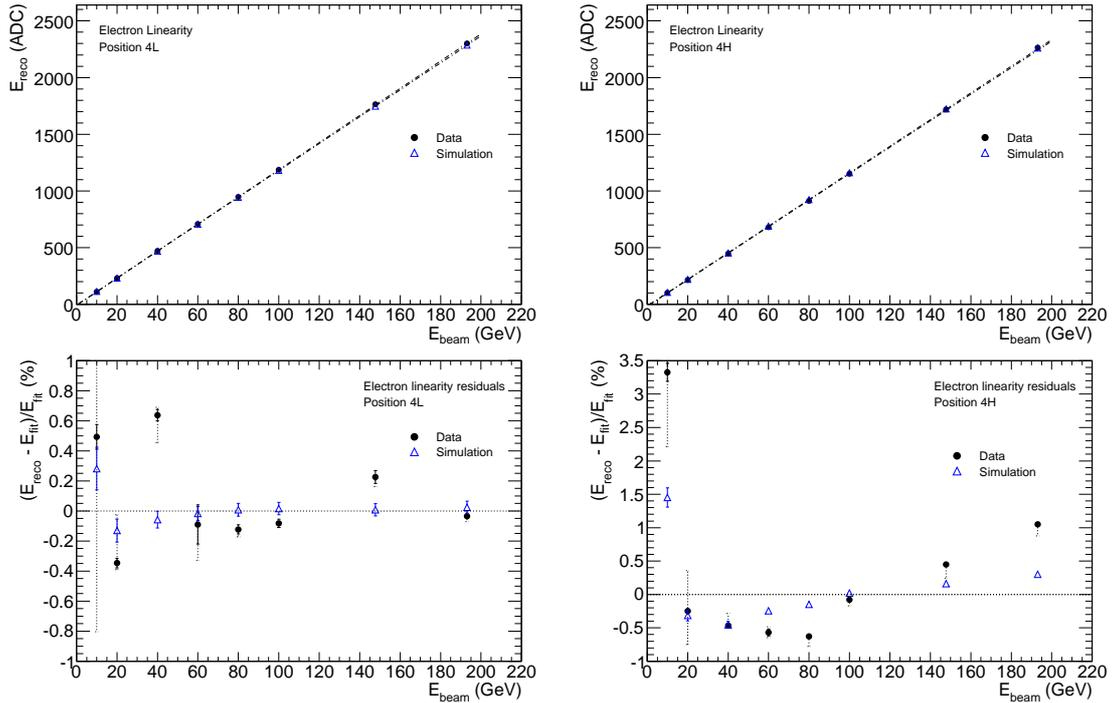 E_reco (ADC)
2500
2000
1500
1000
500
0
Electron Linearity
Position 4L
Data
Simulation
0 20 40 60 80 100 120 140 160 180 200 220
E_beam (GeV)
E_reco (ADC)
2500
2000
1500
1000
500
0
Electron Linearity
Position 4H
Data
Simulation
0 20 40 60 80 100 120 140 160 180 200 220
E_beam (GeV)
(E_reco - E_fit)/E_fit (%)
1
0.8
0.6
0.4
0.2
0
-0.2
-0.4
-0.6
-0.8
-1
Electron linearity residuals
Position 4L
Data
Simulation
0 20 40 60 80 100 120 140 160 180 200 220
E_beam (GeV)
(E_reco - E_fit)/E_fit (%)
3.5
3
2.5
2
1.5
1
0.5
0
-0.5
-1
Electron linearity residuals
Position 4H
Data
Simulation
0 20 40 60 80 100 120 140 160 180 200 220
E_beam (GeV)